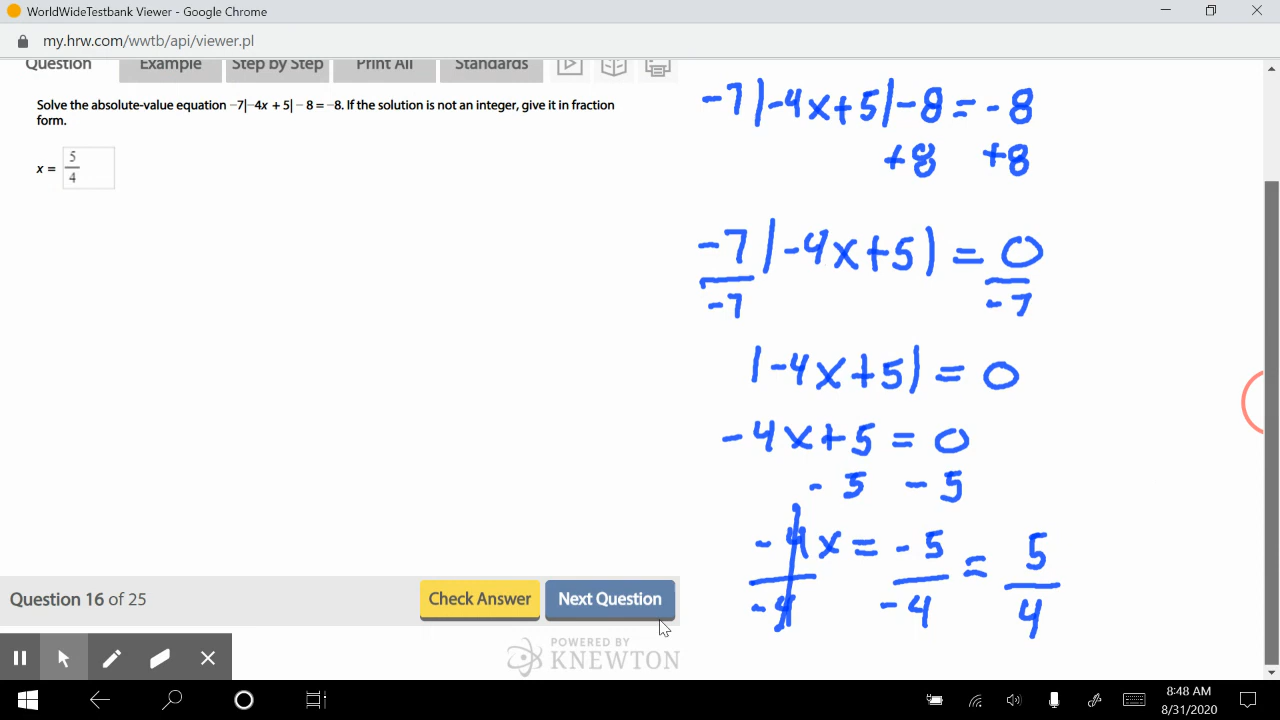 WorldWideTestbank Viewer - Google Chrome
my.hrw.com/wwtb/api/viewer.pl
Question Example Step by Step Print All Standards
Solve the absolute-value equation −7|−4x + 5| − 8 = −8. If the solution is not an integer, give it in fraction
form.
x = 5/4
-7|-4x+5|-8=-8
+8 +8
-7|-4x+5| = 0
-7 -7
|-4x+5| = 0
-4x+5 = 0
-5 -5
-4x = -5 = 5
-4 -4 4
Question 16 of 25
Check Answer Next Question
POWERED BY
KNEWTON
8:48 AM
8/31/2020